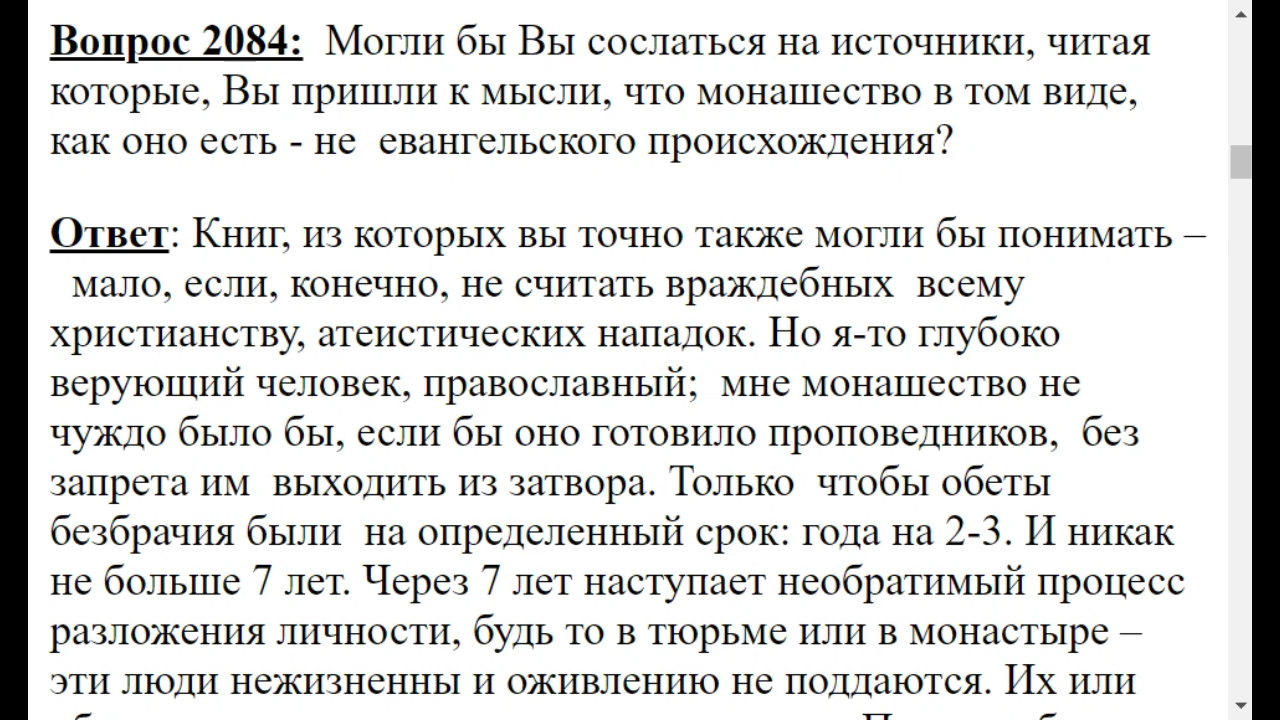 Вопрос 2084: Могли бы Вы сослаться на источники, читая
которые, Вы пришли к мысли, что монашество в том виде,
как оно есть - не евангельского происхождения?
Ответ: Книг, из которых вы точно также могли бы понимать –
мало, если, конечно, не считать враждебных всему
христианству, атеистических нападок. Но я-то глубоко
верующий человек, православный; мне монашество не
чуждо было бы, если бы оно готовило проповедников, без
запрета им выходить из затвора. Только чтобы обеты
безбрачия были на определенный срок: года на 2-3. И никак
не больше 7 лет. Через 7 лет наступает необратимый процесс
разложения личности, будь то в тюрьме или в монастыре –
эти люди нежизненны и оживлению не поддаются. Их или